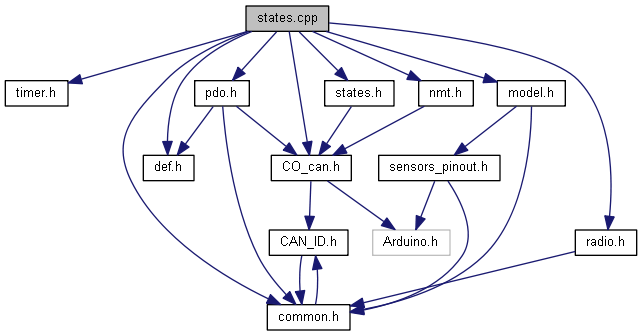 states.cpp
timer.h
pdo.h
states.h
nmt.h
model.h
def.h
CO_can.h
sensors_pinout.h
CAN_ID.h
Arduino.h
radio.h
common.h